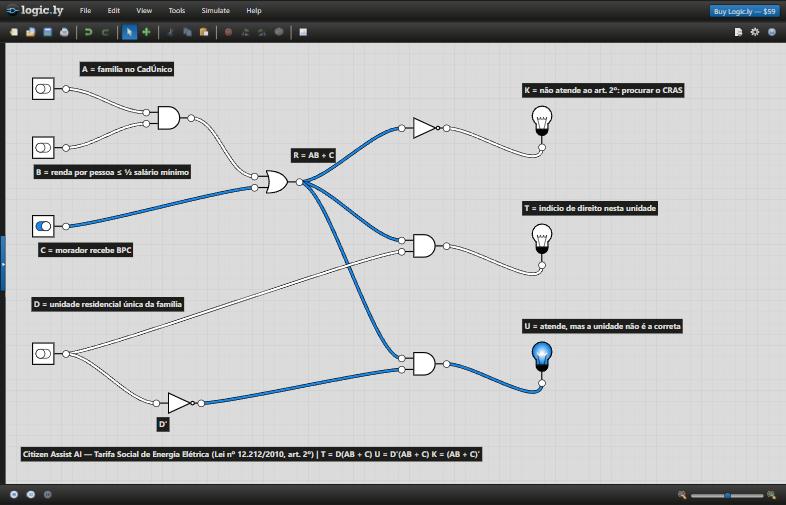 logic.ly
File Edit View Tools Simulate Help
Buy Logic.ly — $59
A = família no CadÚnico
K = não atende ao art. 2º: procurar o CRAS
R = AB + C
B = renda por pessoa ≤ ½ salário mínimo
T = indício de direito nesta unidade
C = morador recebe BPC
D = unidade residencial única da família
U = atende, mas a unidade não é a correta
D'
Citizen Assist AI — Tarifa Social de Energia Elétrica (Lei nº 12.212/2010, art. 2º) | T = D(AB + C) U = D'(AB + C) K = (AB + C)'